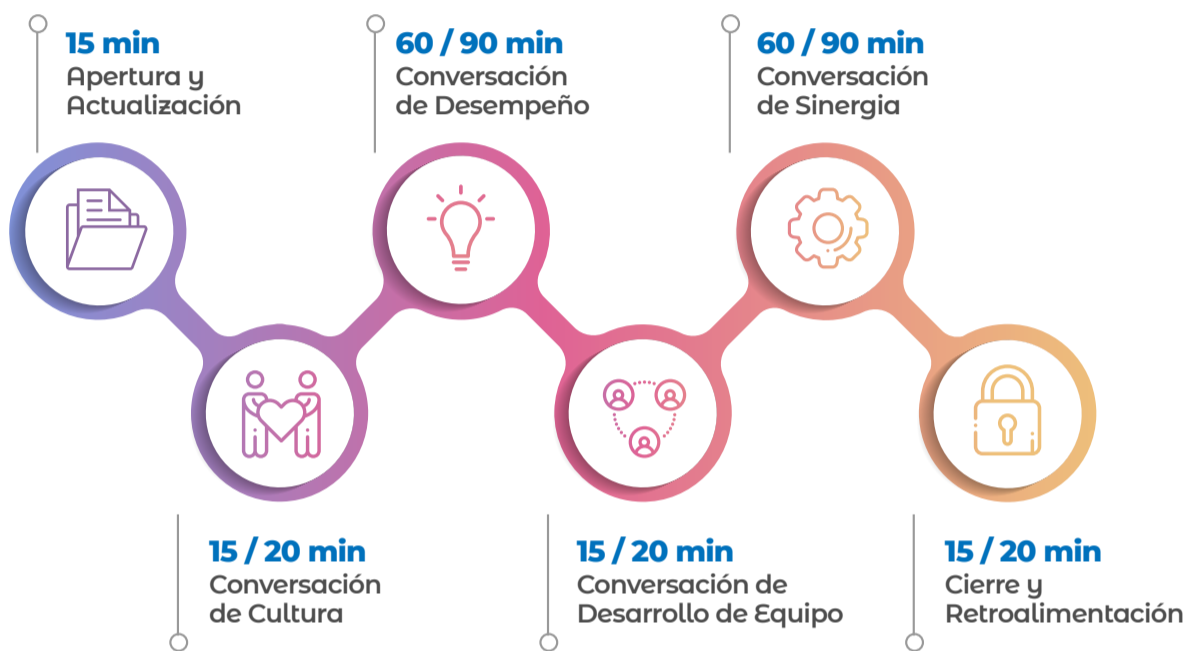 15 min
Apertura y
Actualización
60 / 90 min
Conversación
de Desempeño
60 / 90 min
Conversación
de Sinergia
15 / 20 min
Conversación
de Cultura
15 / 20 min
Conversación de
Desarrollo de Equipo
15 / 20 min
Cierre y
Retroalimentación